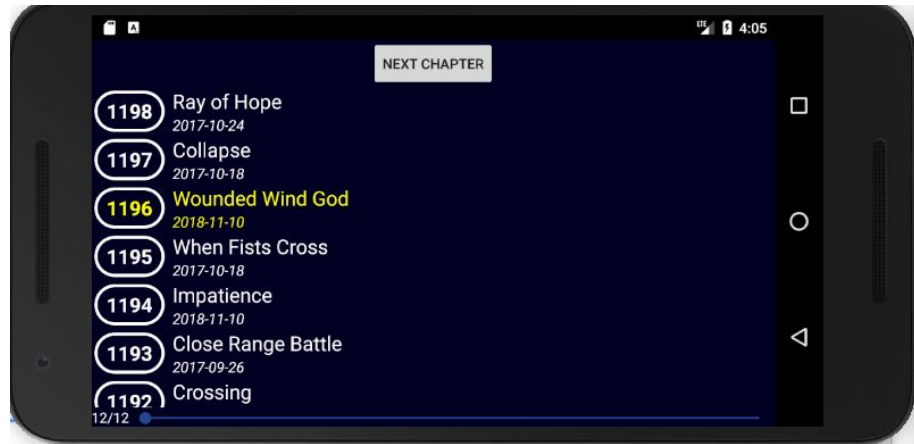 LTE 4:05
NEXT CHAPTER
1198 Ray of Hope
2017-10-24
1197 Collapse
2017-10-18
1196 Wounded Wind God
2018-11-10
1195 When Fists Cross
2017-10-18
1194 Impatience
2018-11-10
1193 Close Range Battle
2017-09-26
1192 Crossing
12/12